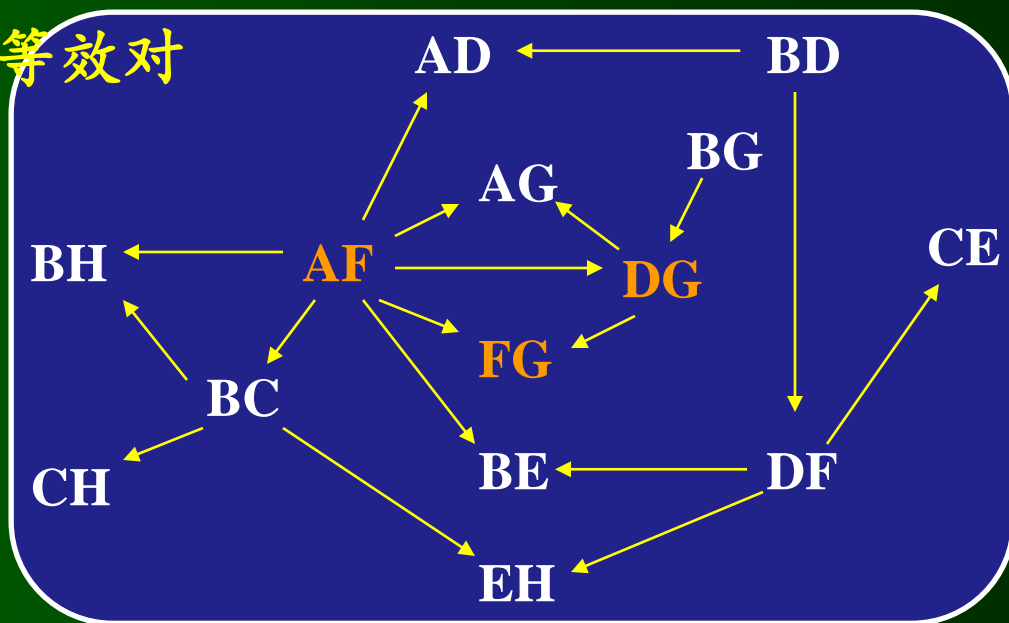 等效对
AD BD
BG
AG
CE
BH AF DG
FG
BC
BE DF
CH
EH